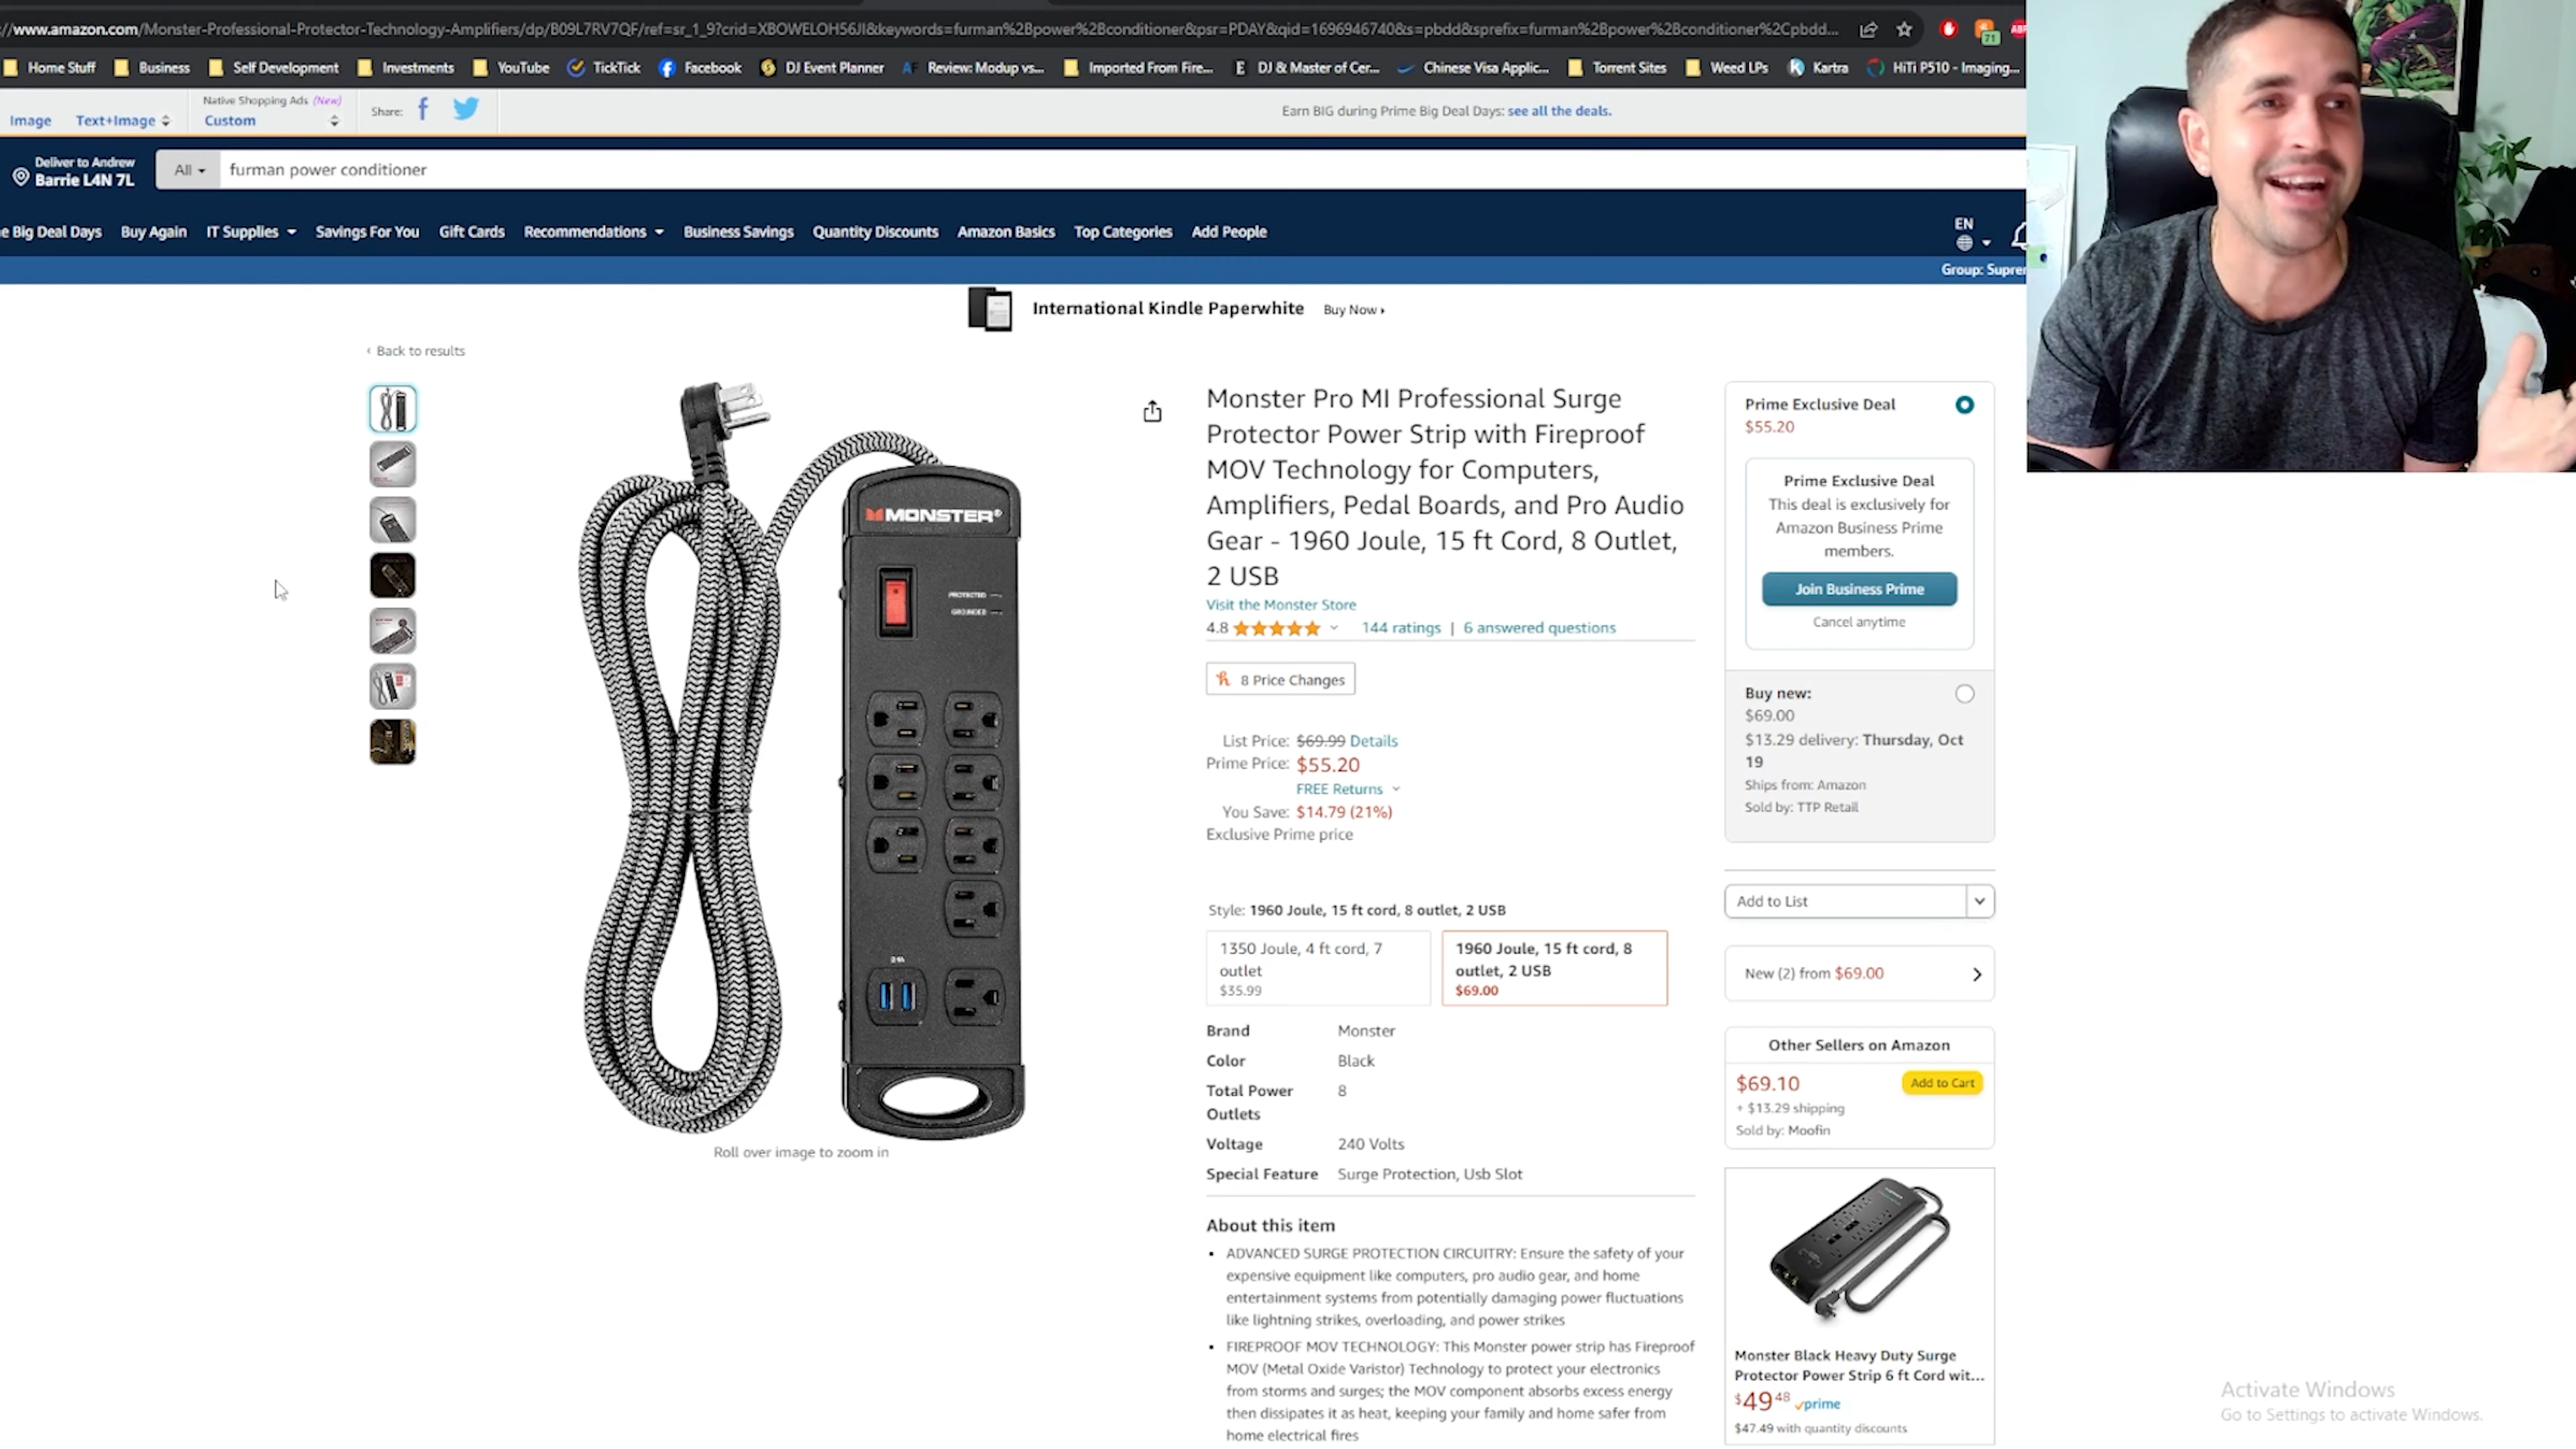 ://www.amazon.com/Monster-Professional-Protector-Technology-Amplifiers/dp/B09L7RV7QF/ref=sr_1_9?crid=XBOWELOH56JI&keywords=furman%2Bpower%2Bconditioner&psr=PDAY&qid=1696946740&s=pbdd&sprefix=furman%2Bpower%2Bconditioner%2Cpbdd...
71
Home Stuff Business Self Development Investments YouTube TickTick Facebook DJ Event Planner Review: Modup vs... Imported From Fire... DJ & Master of Cer... Chinese Visa Applic... Torrent Sites Weed LPs Kartra HiTi P510 - Imaging...
Native Shopping Ads (New)
Image Text+Image Custom Share: Earn BIG during Prime Big Deal Days: see all the deals.
Deliver to Andrew
Barrie L4N 7L
All furman power conditioner
e Big Deal Days Buy Again IT Supplies Savings For You Gift Cards Recommendations Business Savings Quantity Discounts Amazon Basics Top Categories Add People
EN
Group: Suprem
International Kindle Paperwhite Buy Now ›
‹ Back to results
MONSTER®
PROTECTED
GROUNDED
Roll over image to zoom in
Monster Pro MI Professional Surge
Protector Power Strip with Fireproof
MOV Technology for Computers,
Amplifiers, Pedal Boards, and Pro Audio
Gear - 1960 Joule, 15 ft Cord, 8 Outlet,
2 USB
Visit the Monster Store
4.8 144 ratings | 6 answered questions
8 Price Changes
List Price: $69.99 Details
Prime Price: $55.20
FREE Returns
You Save: $14.79 (21%)
Exclusive Prime price
Style: 1960 Joule, 15 ft cord, 8 outlet, 2 USB
1350 Joule, 4 ft cord, 7
outlet
$35.99
1960 Joule, 15 ft cord, 8
outlet, 2 USB
$69.00
Brand Monster
Color Black
Total Power 8
Outlets
Voltage 240 Volts
Special Feature Surge Protection, Usb Slot
About this item
▪ ADVANCED SURGE PROTECTION CIRCUITRY: Ensure the safety of your
expensive equipment like computers, pro audio gear, and home
entertainment systems from potentially damaging power fluctuations
like lightning strikes, overloading, and power strikes
▪ FIREPROOF MOV TECHNOLOGY: This Monster power strip has Fireproof
MOV (Metal Oxide Varistor) Technology to protect your electronics
from storms and surges; the MOV component absorbs excess energy
then dissipates it as heat, keeping your family and home safer from
home electrical fires
Prime Exclusive Deal
$55.20
Prime Exclusive Deal
This deal is exclusively for
Amazon Business Prime
members.
Join Business Prime
Cancel anytime
Buy new:
$69.00
$13.29 delivery: Thursday, Oct
19
Ships from: Amazon
Sold by: TTP Retail
Add to List
New (2) from $69.00
Other Sellers on Amazon
$69.10 Add to Cart
+ $13.29 shipping
Sold by: Moofin
Monster Black Heavy Duty Surge
Protector Power Strip 6 ft Cord wit...
$49 48 prime
$47.49 with quantity discounts
Activate Windows
Go to Settings to activate Windows.